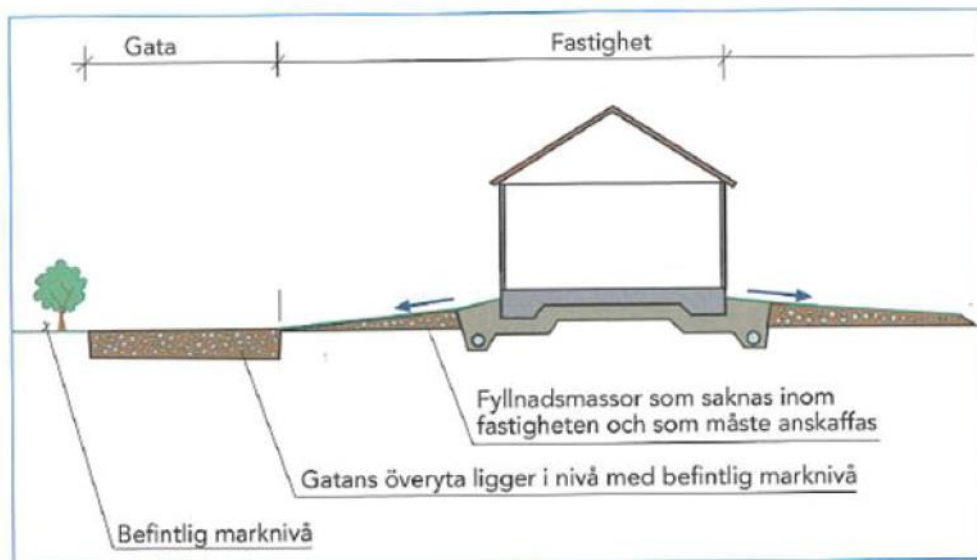 Gata
Fastighet
Fyllnadsmassor som saknas inom
fastigheten och som måste anskaffas
Gatans överyta ligger i nivå med befintlig marknivå
Befintlig marknivå